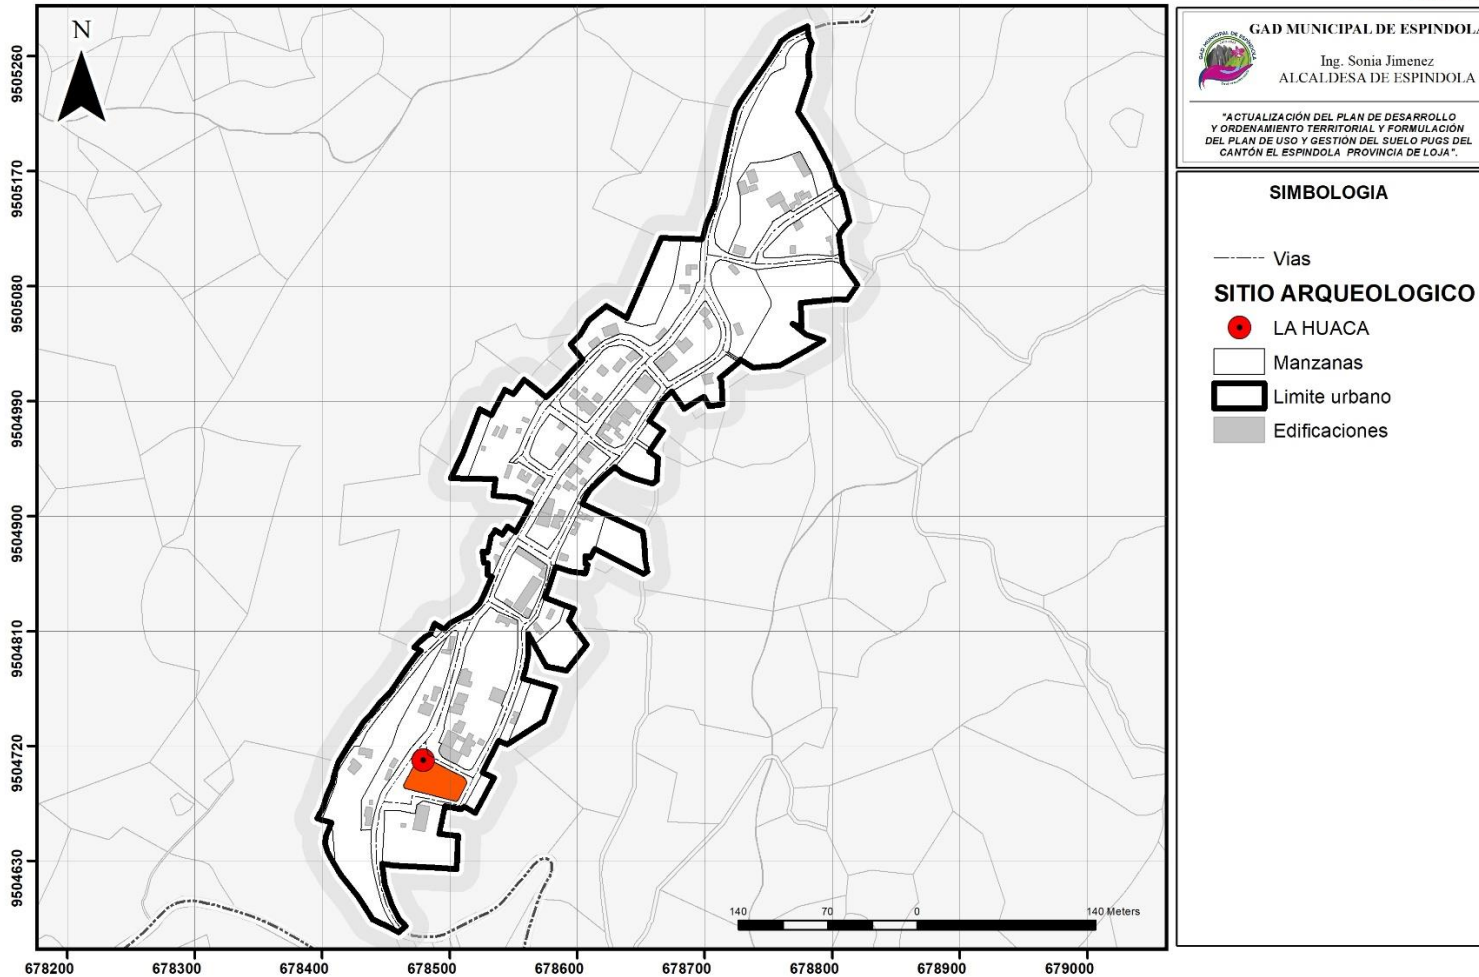 N
GAD MUNICIPAL DE ESPINDOLA
Ing. Sonia Jimenez
ALCALDESA DE ESPINDOLA
"ACTUALIZACIÓN DEL PLAN DE DESARROLLO
Y ORDENAMIENTO TERRITORIAL Y FORMULACIÓN
DEL PLAN DE USO Y GESTIÓN DEL SUELO PUGS DEL
CANTÓN EL ESPINDOLA PROVINCIA DE LOJA".
SIMBOLOGIA
Vias
SITIO ARQUEOLOGICO
LA HUACA
Manzanas
Limite urbano
Edificaciones
9505260
9505170
9505080
9504990
9504900
9504810
9504720
9504630
140 70 0 140 Meters
678200 678300 678400 678500 678600 678700 678800 678900 679000